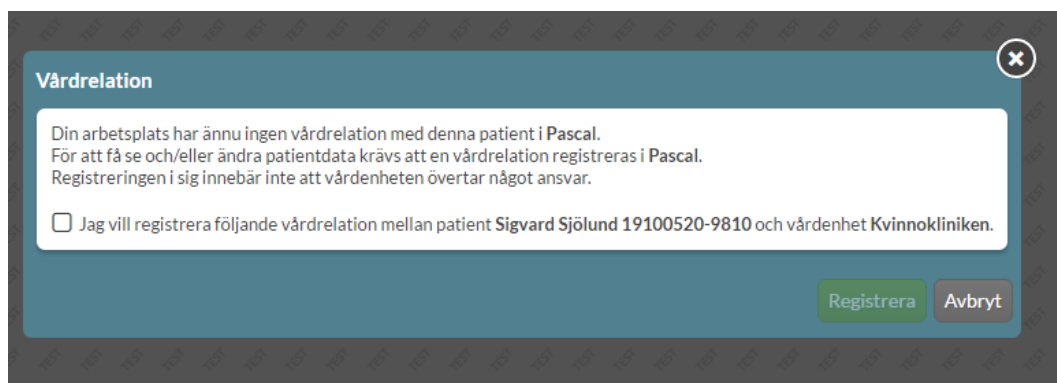 Vårdrelation
Din arbetsplats har ännu ingen vårdrelation med denna patient i Pascal.
För att få se och/eller ändra patientdata krävs att en vårdrelation registreras i Pascal.
Registreringen i sig innebär inte att vårdenheten övertar något ansvar.
Jag vill registrera följande vårdrelation mellan patient Sigvard Sjölund 19100520-9810 och vårdenhet Kvinnokliniken.
Registrera Avbryt